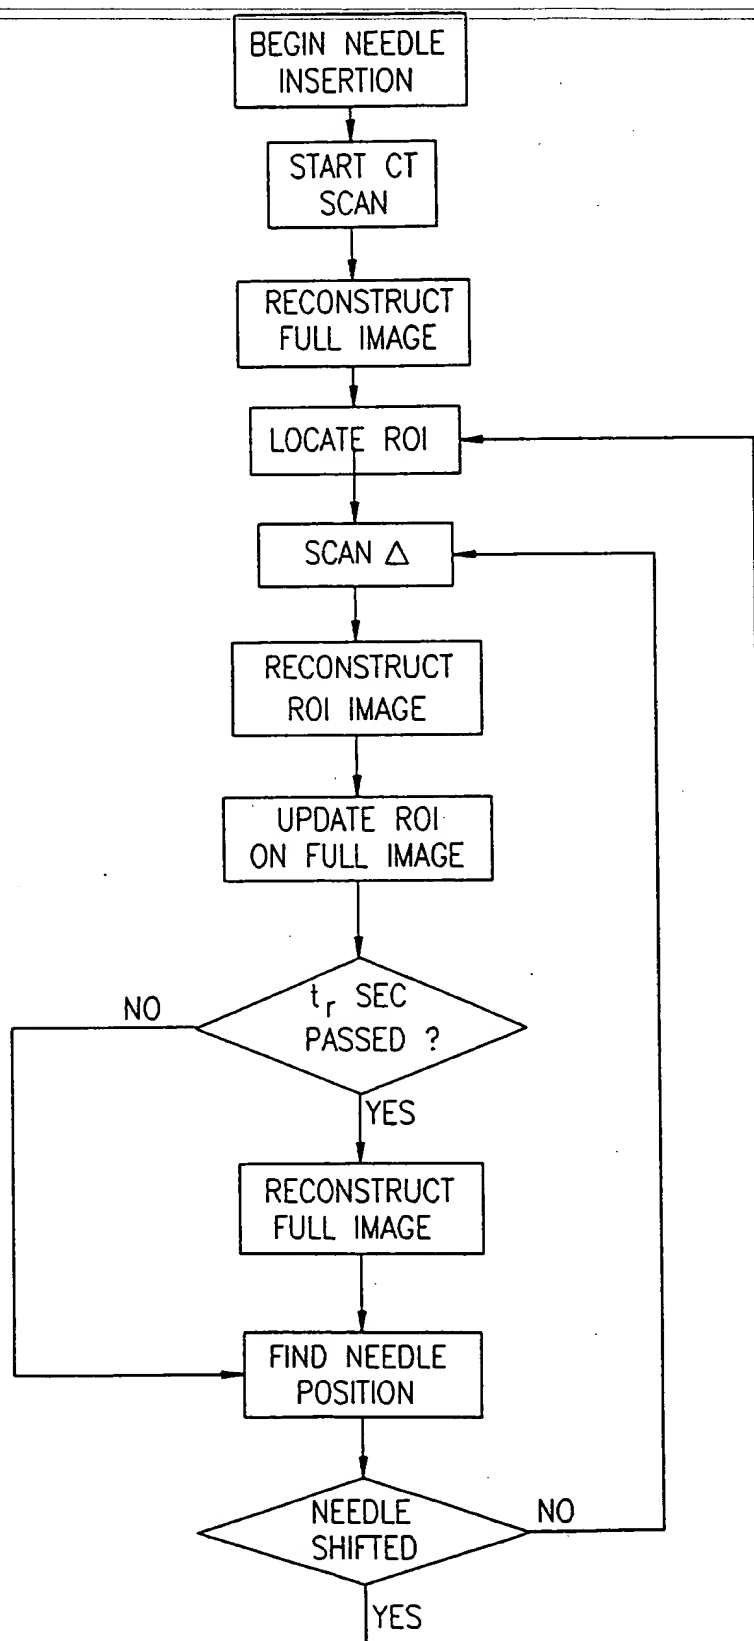 BEGIN NEEDLE
INSERTION
START CT
SCAN
RECONSTRUCT
FULL IMAGE
LOCATE ROI
SCAN Δ
RECONSTRUCT
ROI IMAGE
UPDATE ROI
ON FULL IMAGE
NO
tr SEC
PASSED ?
YES
RECONSTRUCT
FULL IMAGE
FIND NEEDLE
POSITION
NEEDLE
SHIFTED
NO
YES